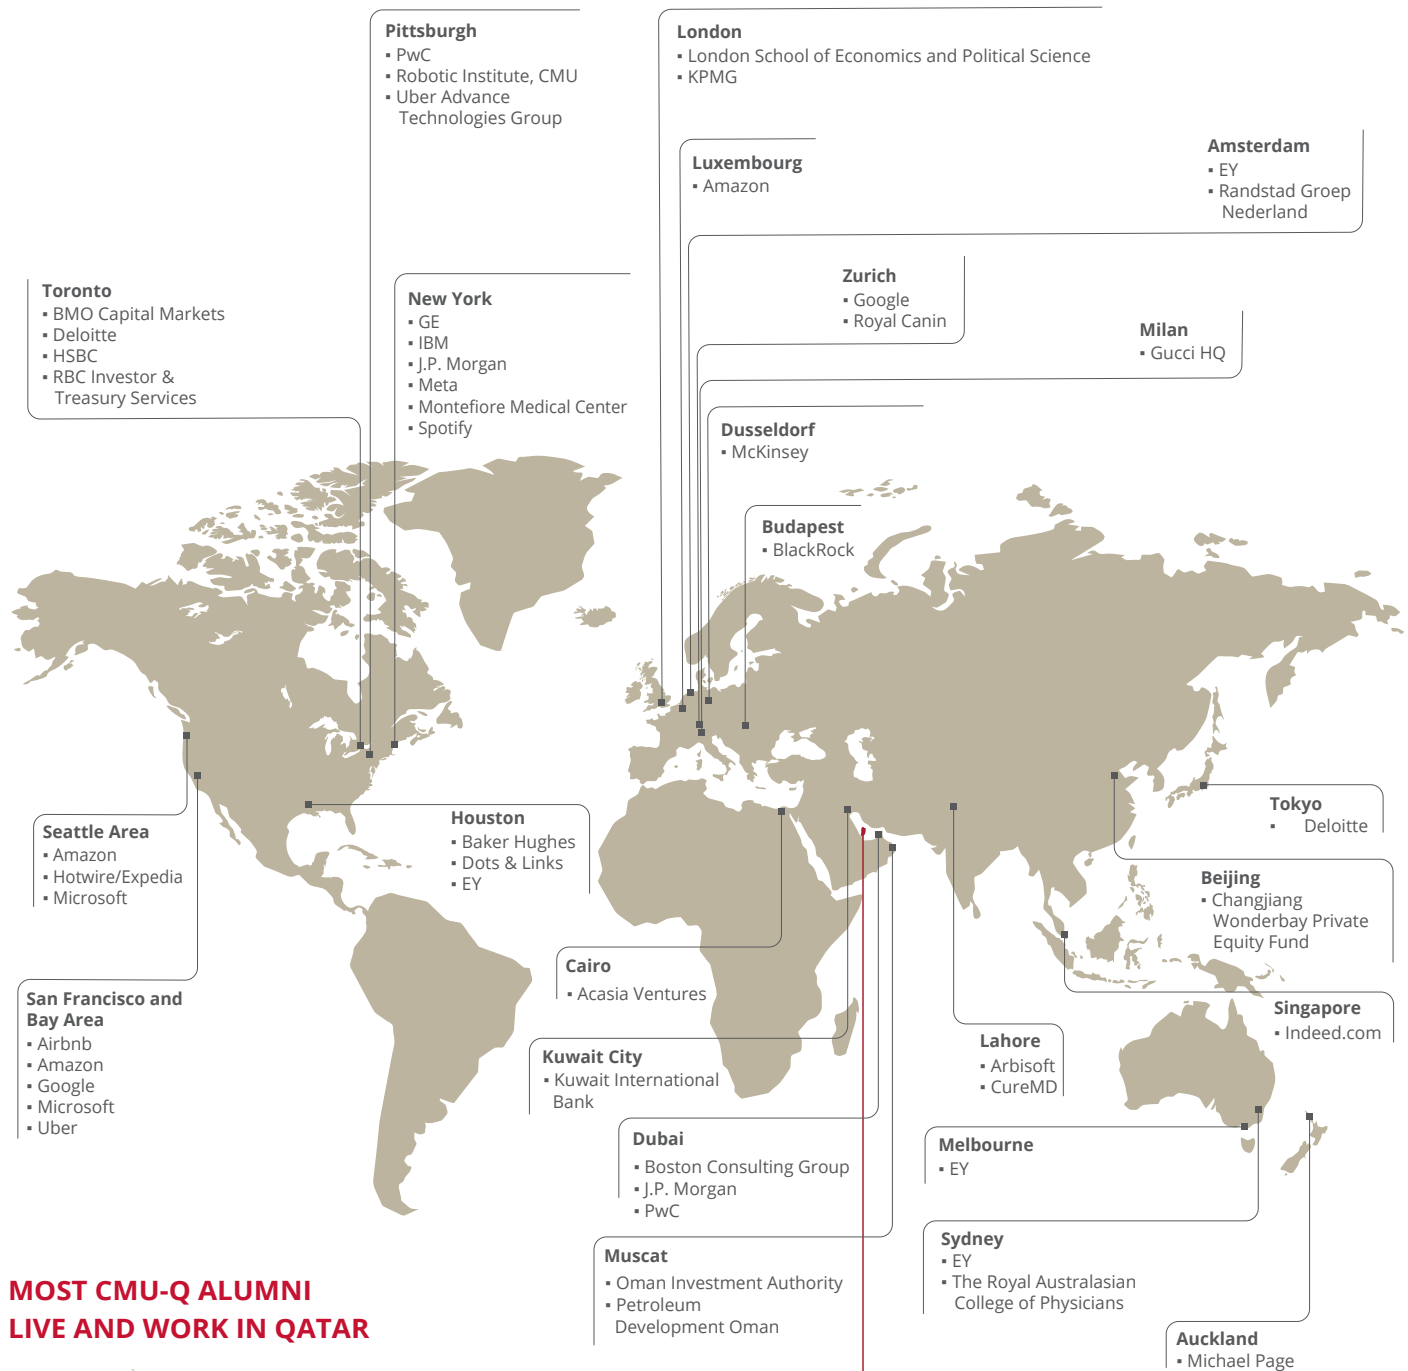 Pittsburgh
▪ PwC
▪ Robotic Institute, CMU
▪ Uber Advance
Technologies Group
London
▪ London School of Economics and Political Science
▪ KPMG
Luxembourg
▪ Amazon
Amsterdam
▪ EY
▪ Randstad Groep
Nederland
Toronto
▪ BMO Capital Markets
▪ Deloitte
▪ HSBC
▪ RBC Investor &
Treasury Services
New York
▪ GE
▪ IBM
▪ J.P. Morgan
▪ Meta
▪ Montefiore Medical Center
▪ Spotify
Zurich
▪ Google
▪ Royal Canin
Milan
▪ Gucci HQ
Dusseldorf
▪ McKinsey
Budapest
▪ BlackRock
Seattle Area
▪ Amazon
▪ Hotwire/Expedia
▪ Microsoft
Houston
▪ Baker Hughes
▪ Dots & Links
▪ EY
Tokyo
▪ Deloitte
Beijing
▪ Changjiang
Wonderbay Private
Equity Fund
Cairo
▪ Acasia Ventures
San Francisco and
Bay Area
▪ Airbnb
▪ Amazon
▪ Google
▪ Microsoft
▪ Uber
Singapore
▪ Indeed.com
Kuwait City
▪ Kuwait International
Bank
Lahore
▪ Arbisoft
▪ CureMD
Dubai
▪ Boston Consulting Group
▪ J.P. Morgan
▪ PwC
Melbourne
▪ EY
Muscat
▪ Oman Investment Authority
▪ Petroleum
Development Oman
Sydney
▪ EY
▪ The Royal Australasian
College of Physicians
MOST CMU-Q ALUMNI
LIVE AND WORK IN QATAR
Auckland
▪ Michael Page